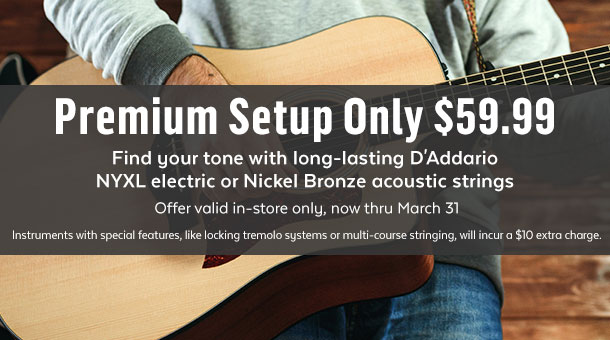 Premium Setup Only $59.99
Find your tone with long-lasting D'Addario
NYXL electric or Nickel Bronze acoustic strings
Offer valid in-store only, now thru March 31
Instruments with special features, like locking tremolo systems or multi-course stringing, will incur a $10 extra charge.